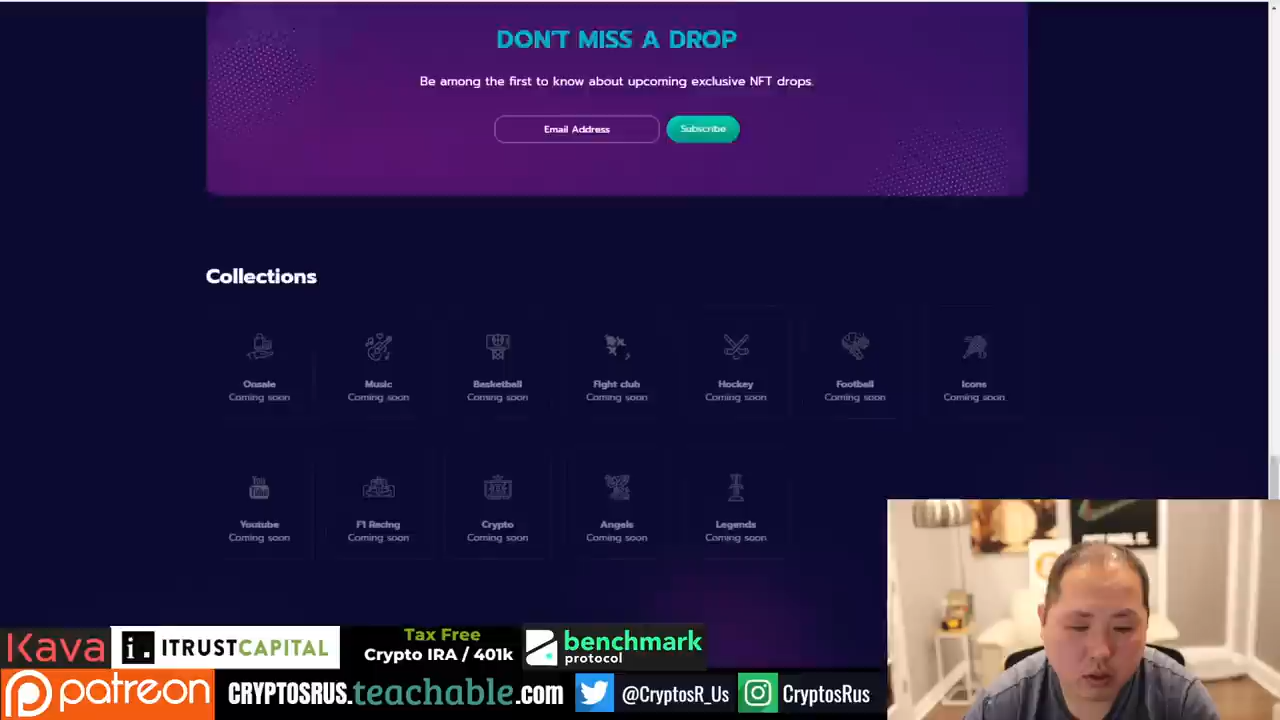 DON'T MISS A DROP
Be among the first to know about upcoming exclusive NFT drops.
Email Address
Subscribe
Collections
Onsale
Coming soon
Music
Coming soon
Basketball
Coming soon
Fight club
Coming soon
Hockey
Coming soon
Football
Coming soon
Icons
Coming soon
You
Tube
Youtube
Coming soon
F1 Racing
Coming soon
Crypto
Coming soon
Angels
Coming soon
Legends
Coming soon
Kava
i. ITRUSTCAPITAL
Tax Free
Crypto IRA / 401k
benchmark
protocol
patreon
CRYPTOSRUS.teachable.com
@CryptosR_Us
CryptosRus